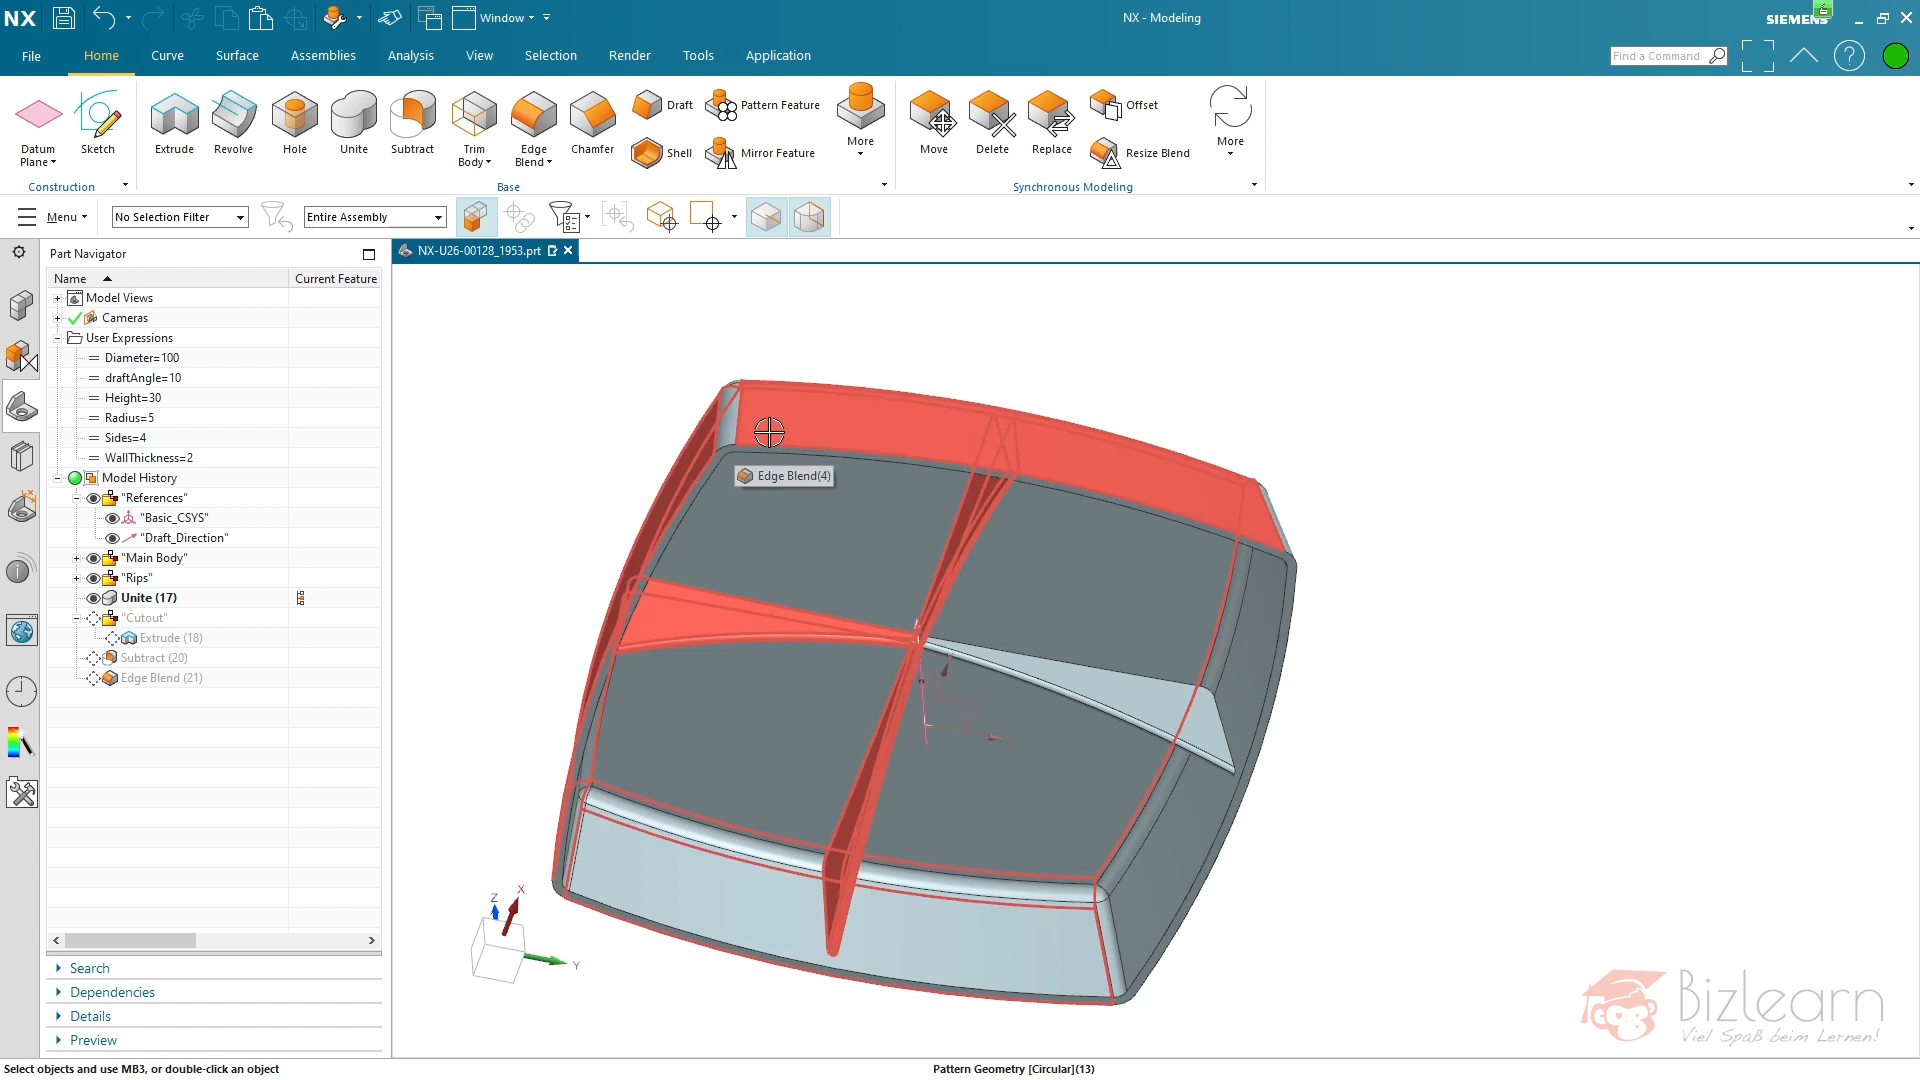 NX
Window
NX - Modeling
SIEMENS
File
Home
Curve
Surface
Assemblies
Analysis
View
Selection
Render
Tools
Application
Find a Command
Datum Plane
Sketch
Extrude
Revolve
Hole
Unite
Subtract
Trim Body
Edge Blend
Chamfer
Draft
Shell
Pattern Feature
Mirror Feature
More
Move
Delete
Replace
Offset
Resize Blend
More
Construction
Base
Synchronous Modeling
Menu
No Selection Filter
Entire Assembly
Part Navigator
NX-U26-00128_1953.prt
Name
Current Feature
Model Views
Cameras
User Expressions
Diameter=100
draftAngle=10
Height=30
Radius=5
Sides=4
WallThickness=2
Model History
"References"
"Basic_CSYS"
"Draft_Direction"
"Main Body"
"Rips"
Unite (17)
"Cutout"
Extrude (18)
Subtract (20)
Edge Blend (21)
Search
Dependencies
Details
Preview
Edge Blend(4)
Z
X
Y
Bizlearn
Viel Spaß beim Lernen!
Select objects and use MB3, or double-click an object
Pattern Geometry [Circular](13)